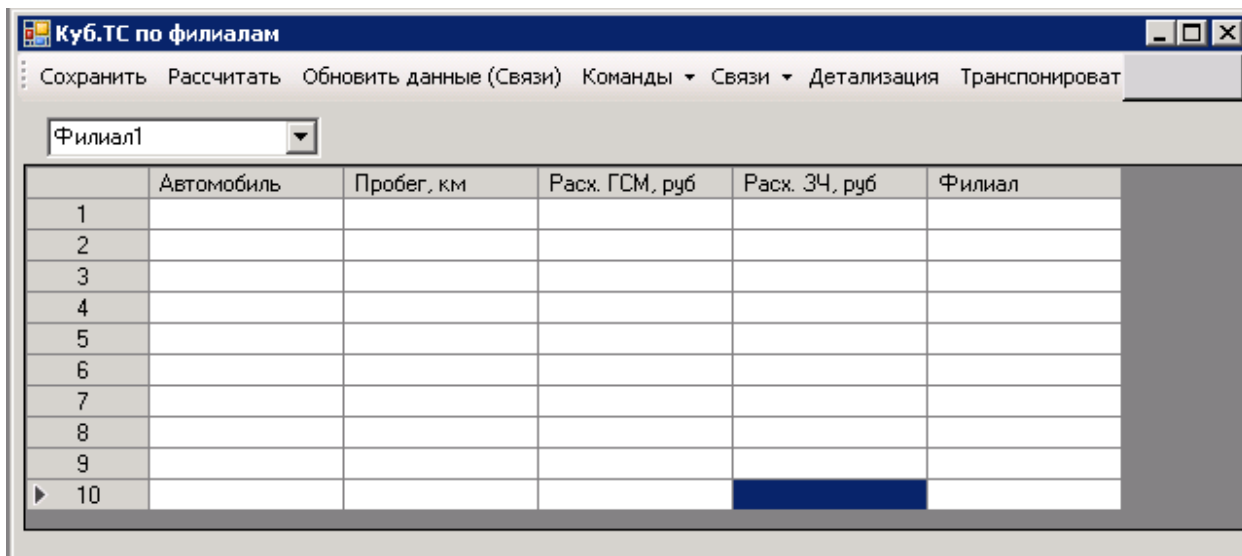 Куб.ТС по филиалам
Сохранить Рассчитать Обновить данные (Связи) Команды Связи Детализация Транспонироват
Филиал1
Автомобиль Пробег, км Расх. ГСМ, руб Расх. ЗЧ, руб Филиал
1
2
3
4
5
6
7
8
9
10